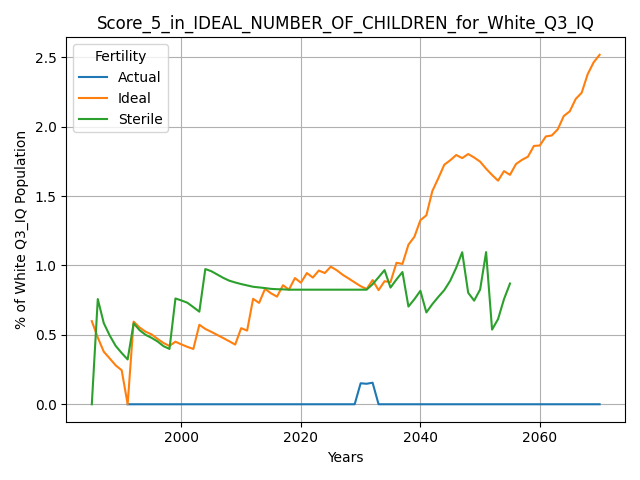 Score_5_in_IDEAL_NUMBER_OF_CHILDREN_for_White_Q3_IQ
Fertility
Actual
Ideal
Sterile
% of White Q3_IQ Population
2.5
2.0
1.5
1.0
0.5
0.0
2000 2020 2040 2060
Years